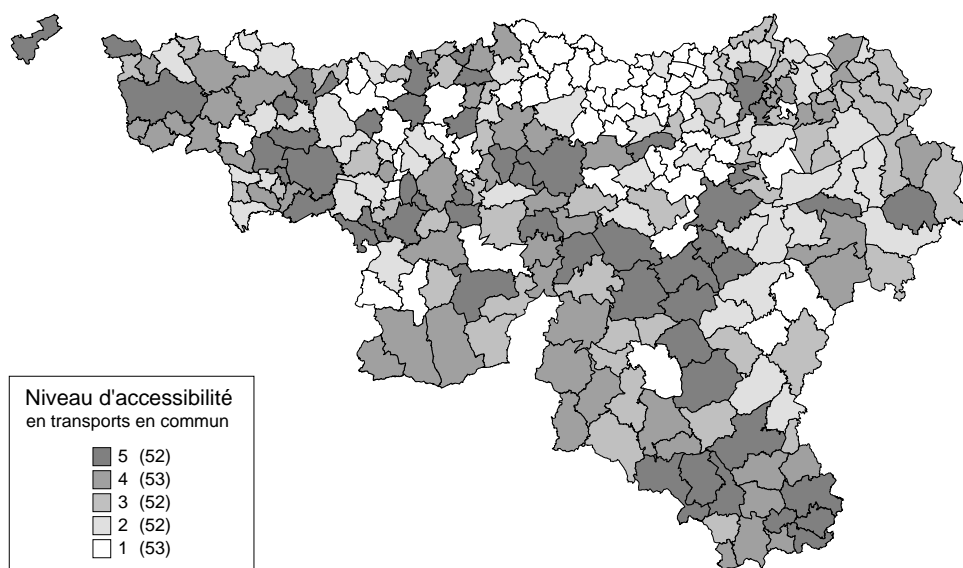 Niveau d'accessibilité
en transports en commun
5 (52)
4 (53)
3 (52)
2 (52)
1 (53)